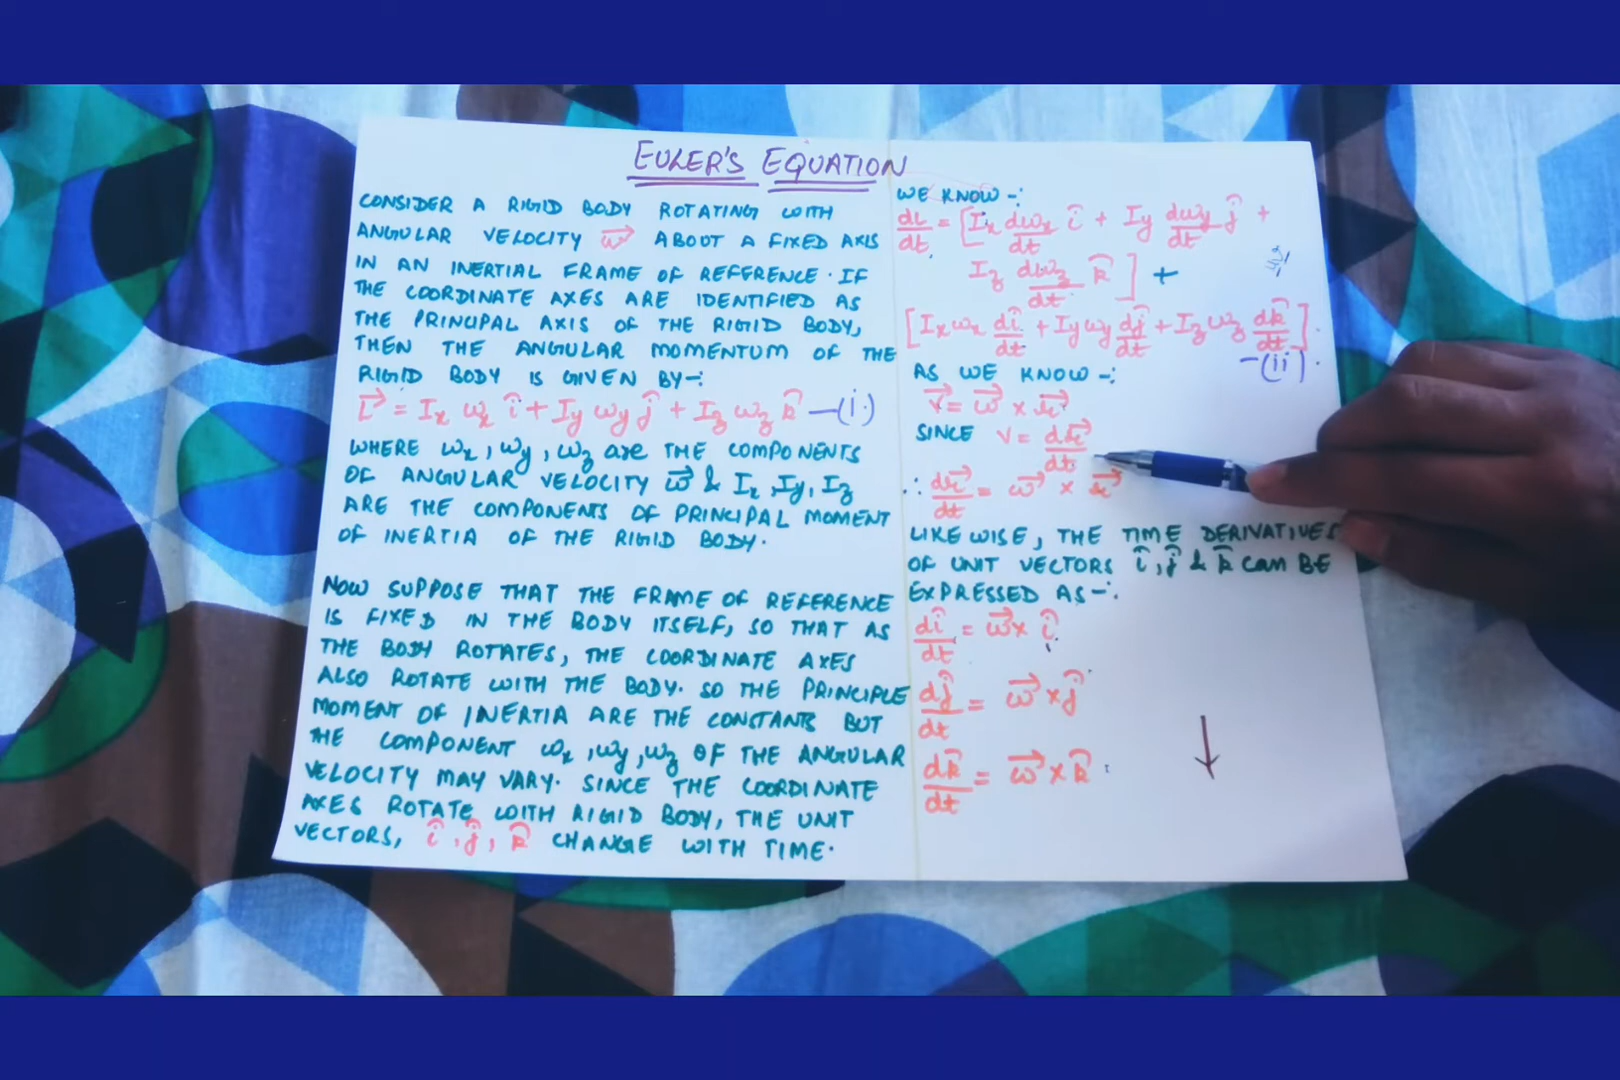 EULER'S EQUATION
CONSIDER A RIGID BODY ROTATING WITH
ANGULAR VELOCITY ω⃗ ABOUT A FIXED AXIS
IN AN INERTIAL FRAME OF REFERENCE. IF
THE COORDINATE AXES ARE IDENTIFIED AS
THE PRINCIPAL AXIS OF THE RIGID BODY,
THEN THE ANGULAR MOMENTUM OF THE
RIGID BODY IS GIVEN BY-:
L⃗ = Ix ωx î + Iy ωy ĵ + Iz ωz k̂ —(i.)
WHERE ωx, ωy, ωz are THE COMPONENTS
OF ANGULAR VELOCITY ω⃗ & Ix, Iy, Iz
ARE THE COMPONENTS OF PRINCIPAL MOMENT
OF INERTIA OF THE RIGID BODY.
NOW SUPPOSE THAT THE FRAME OF REFERENCE
IS FIXED IN THE BODY ITSELF, SO THAT AS
THE BODY ROTATES, THE COORDINATE AXES
ALSO ROTATE WITH THE BODY. SO THE PRINCIPLE
MOMENT OF INERTIA ARE THE CONSTANTS BUT
THE COMPONENT ωx, ωy, ωz OF THE ANGULAR
VELOCITY MAY VARY. SINCE THE COORDINATE
AXES ROTATE WITH RIGID BODY, THE UNIT
VECTORS, î, ĵ, k̂ CHANGE WITH TIME.
WE KNOW -:
dL/dt = [Ix dωx/dt î + Iy dωy/dt ĵ +
Iz dωz/dt k̂] +
[Ix ωx dî/dt + Iy ωy dĵ/dt + Iz ωz dk̂/dt].
—(ii).
AS WE KNOW -:
V⃗ = ω⃗ × r⃗
SINCE V = dr⃗/dt
∴ dr⃗/dt = ω⃗ × r⃗
LIKEWISE, THE TIME DERIVATIVES
OF UNIT VECTORS î, ĵ & k̂ CAN BE
EXPRESSED AS -:
dî/dt = ω⃗ × î
dĵ/dt = ω⃗ × ĵ
dk̂/dt = ω⃗ × k̂